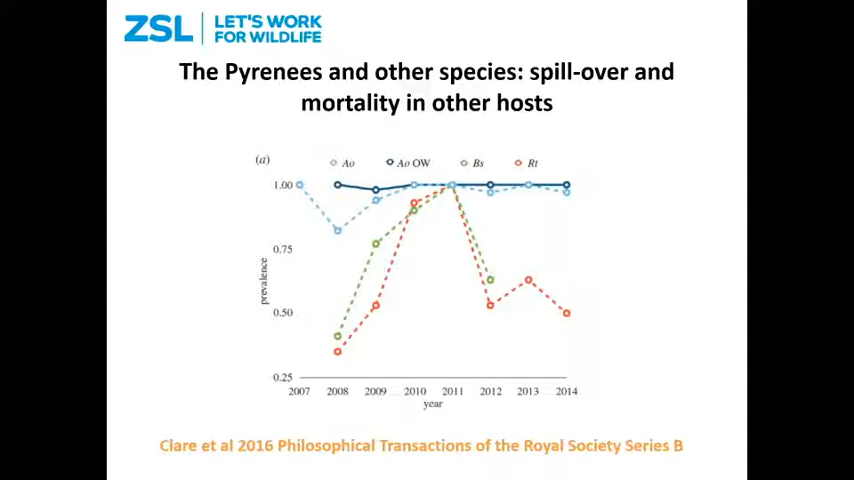 ZSL
LET'S WORK
FOR WILDLIFE
The Pyrenees and other species: spill-over and
mortality in other hosts
(a)
Ao Ao OW Bs Rt
1.00
0.75
0.50
0.25
prevalence
2007 2008 2009 2010 2011 2012 2013 2014
year
Clare et al 2016 Philosophical Transactions of the Royal Society Series B